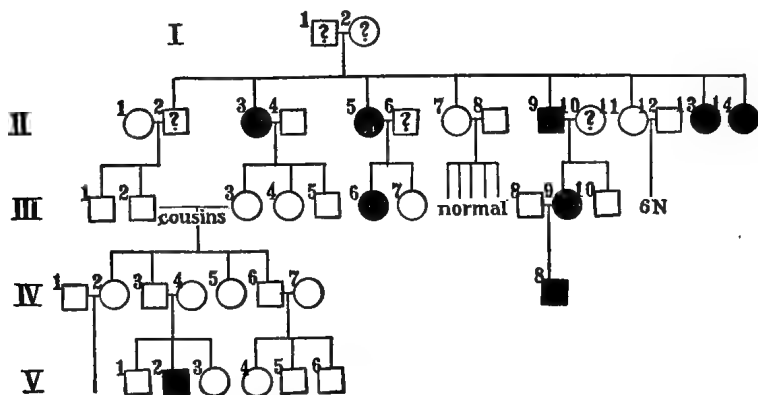 I 1 ? 2 ?
II 1 2 ? 3 4 5 6 ? 7 8 9 10 ? 11 12 13 14
III 1 2 cousins 3 4 5 6 7 normal 8 9 10 6N
IV 1 2 3 4 5 6 7 8
V 1 2 3 4 5 6